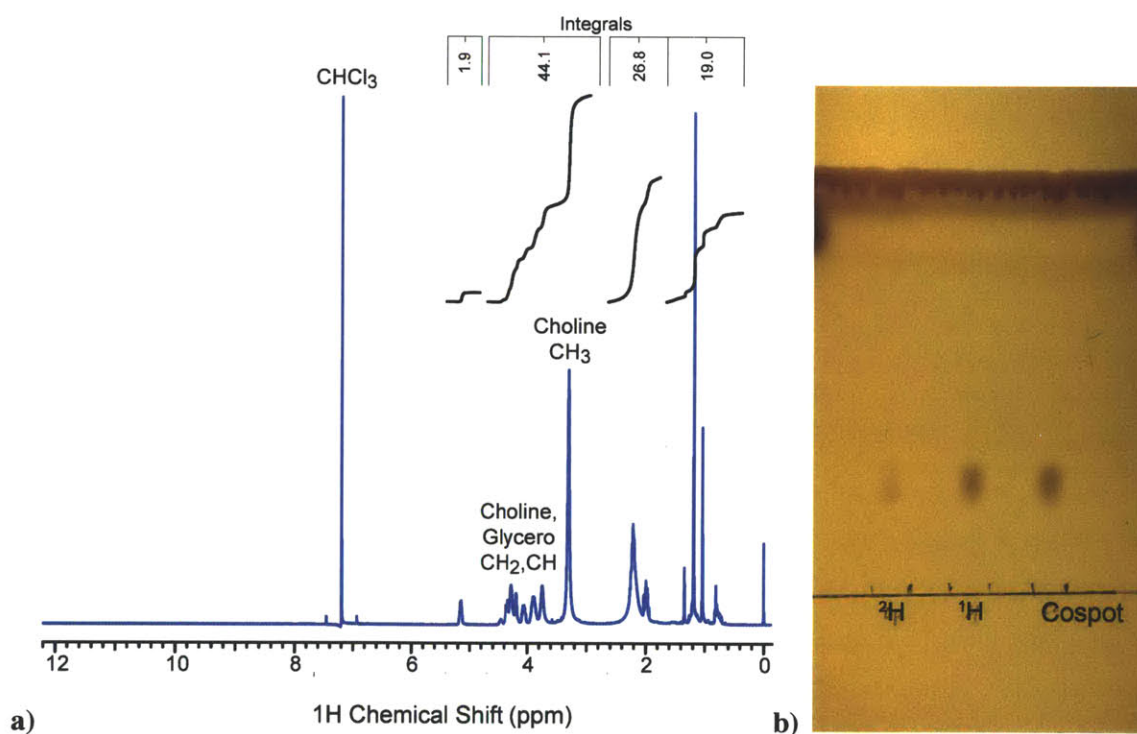 Integrals
1.9
44.1
26.8
19.0
CHCl3
Choline
CH3
Choline,
Glycero
CH2,CH
12
10
8
6
4
2
0
1H Chemical Shift (ppm)
a)
²H
¹H
Cospot
b)